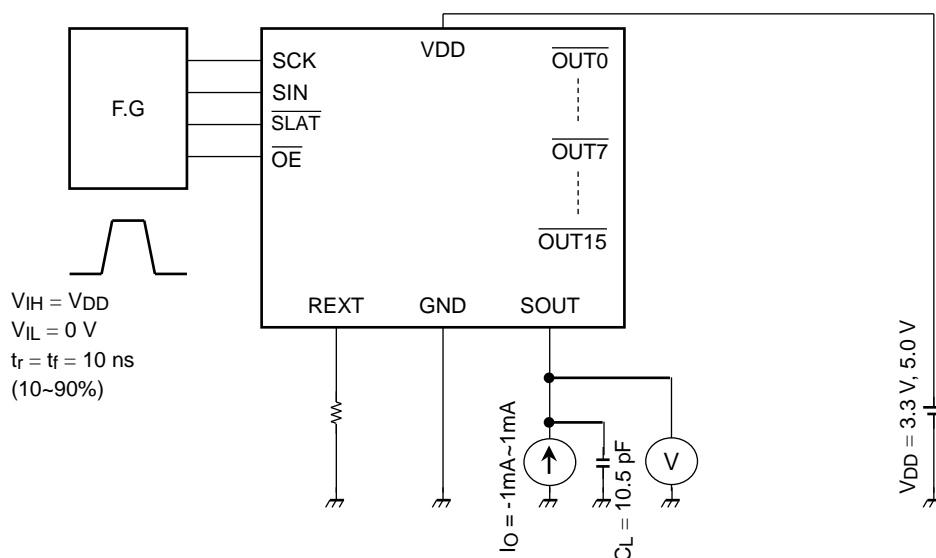 VDD
F.G
SCK
SIN
SLAT
OE
OUT0
OUT7
OUT15
REXT
GND
SOUT
VIH = VDD
VIL = 0 V
tr = tf = 10 ns
(10~90%)
IO = -1mA~1mA
CL = 10.5 pF
V
VDD = 3.3 V, 5.0 V